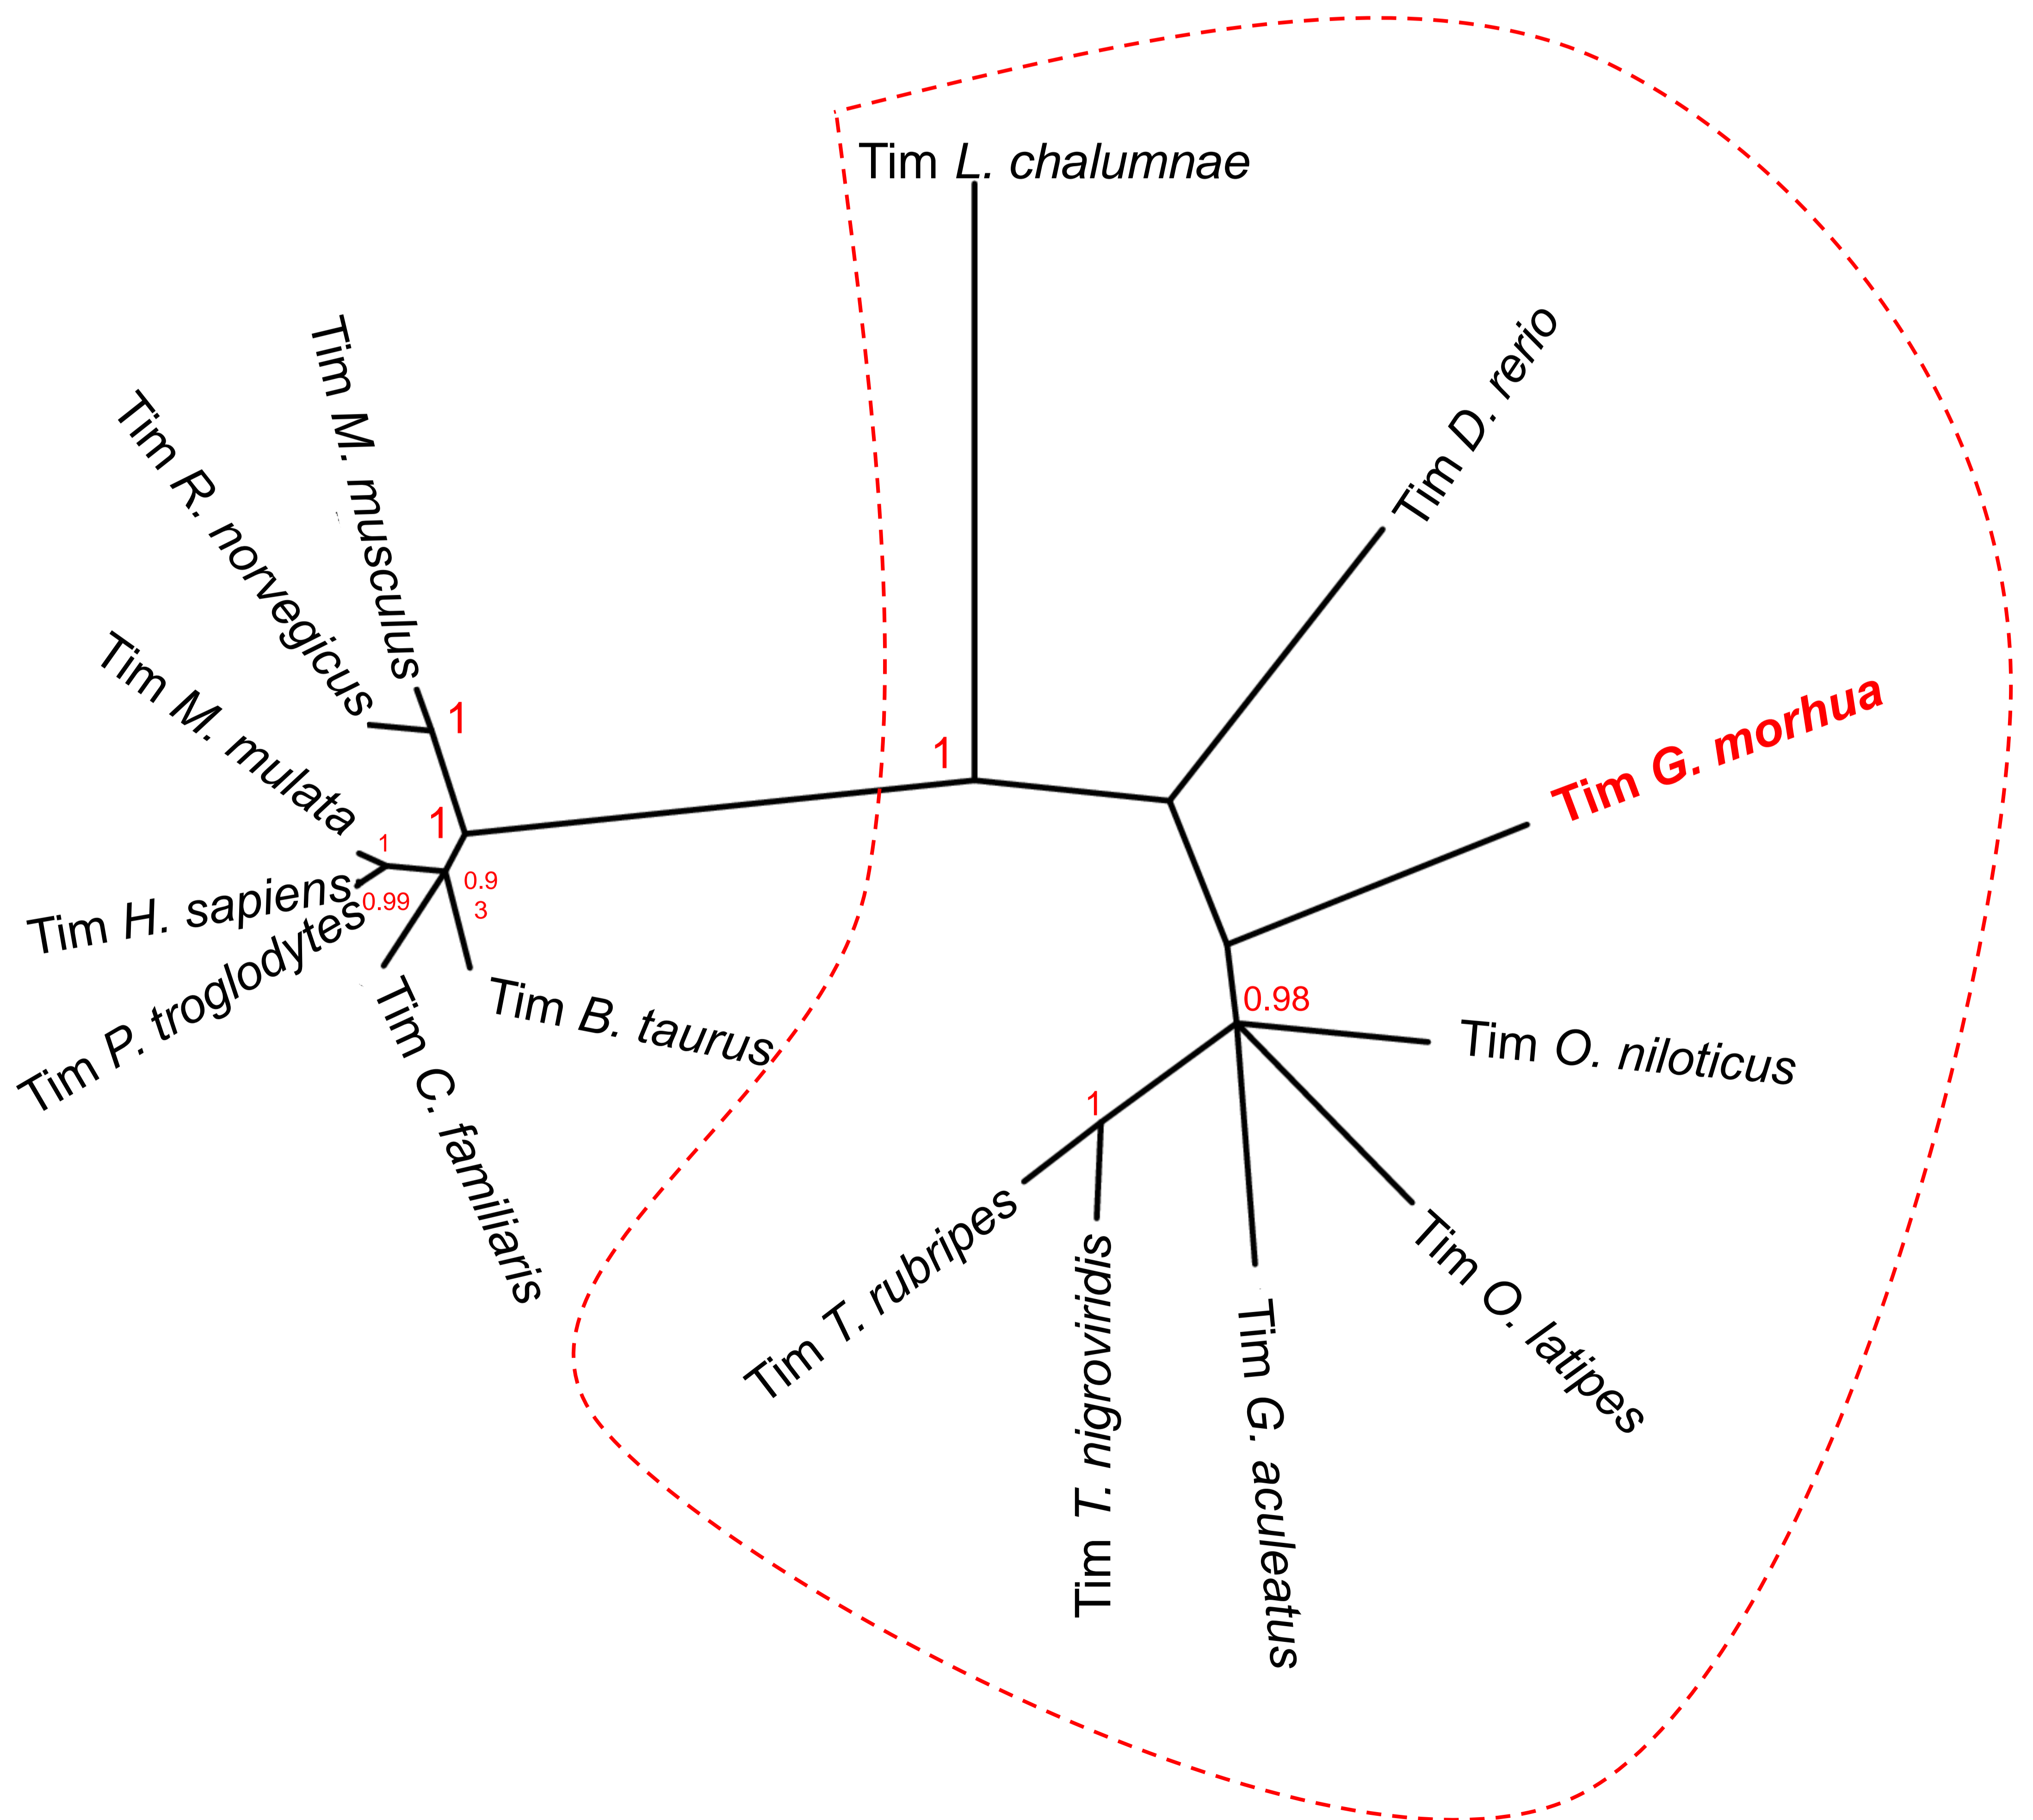 Tim L. chalumnae
Tim D. rerio
Tim M. musculus
Tim R. norvegicus
Tim M. mulata
Tim G. morhua
1
1
1
1
Tim H. sapiens
0.99
0.9
3
Tim P. troglodytes
Tim C. familiaris
Tim B. taurus
0.98
Tim O. niloticus
1
Tim T. rubripes
Tim T. nigroviridis
Tim G. aculeatus
Tim O. latipes